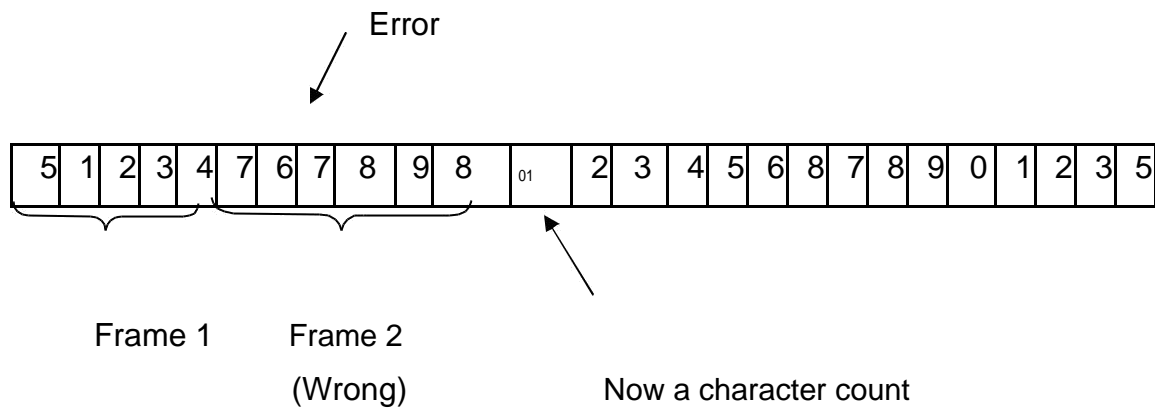 Error
5 1 2 3 4 7 6 7 8 9 8 01 2 3 4 5 6 8 7 8 9 0 1 2 3 5
Frame 1 Frame 2
(Wrong) Now a character count